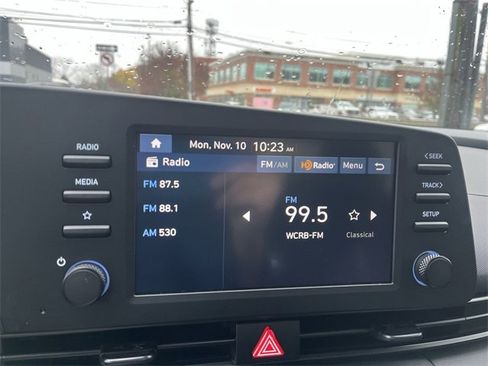 Mon, Nov. 10 10:23 AM
Radio FM/AM HD Radio Menu
FM 87.5
FM 88.1
AM 530
FM
99.5
WCRB-FM Classical
RADIO
MEDIA
< SEEK
TRACK >
SETUP